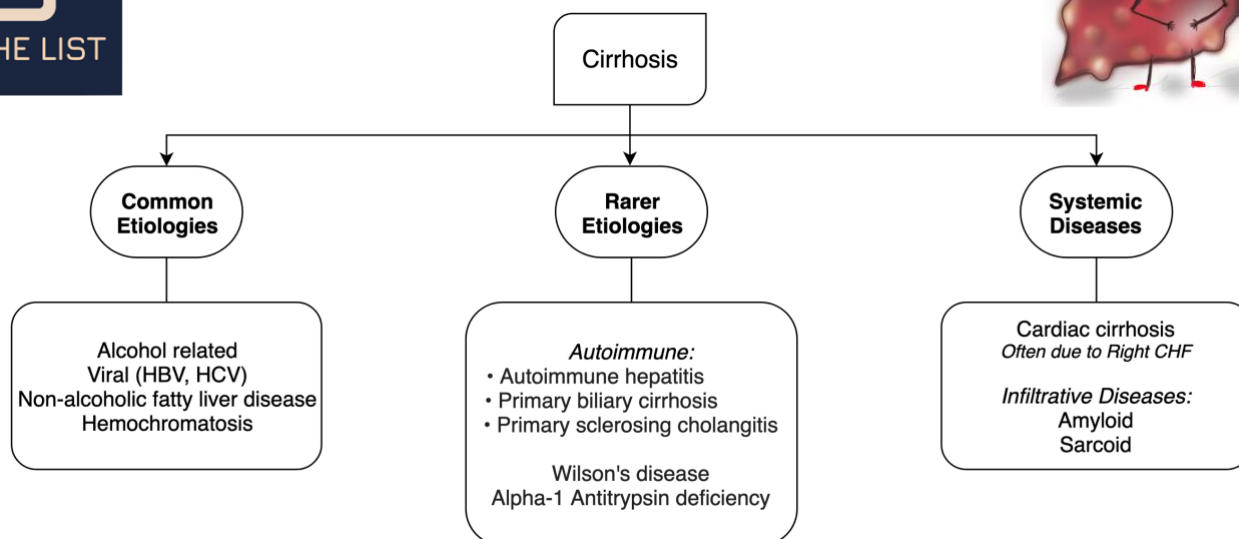 HE LIST
Cirrhosis
Common
Etiologies
Rarer
Etiologies
Systemic
Diseases
Alcohol related
Viral (HBV, HCV)
Non-alcoholic fatty liver disease
Hemochromatosis
Autoimmune:
• Autoimmune hepatitis
• Primary biliary cirrhosis
• Primary sclerosing cholangitis
Wilson's disease
Alpha-1 Antitrypsin deficiency
Cardiac cirrhosis
Often due to Right CHF
Infiltrative Diseases:
Amyloid
Sarcoid